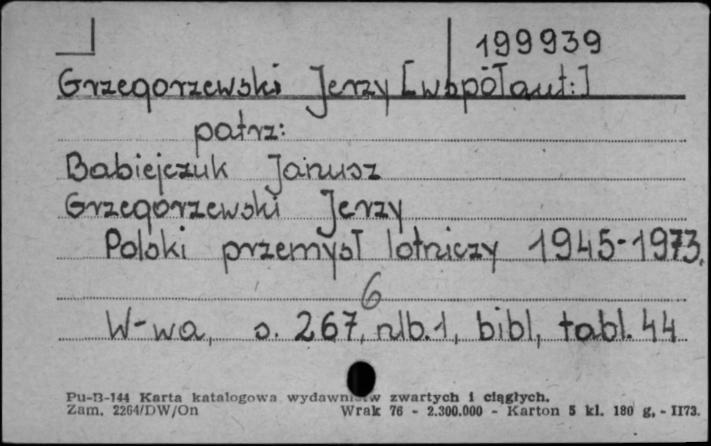 199939
Grzegorzewski Jerzy [współaut:]
patrz:
Babiejczuk Janusz
Grzegorzewski Jerzy
Polski przemysł lotniczy 1945-1973.
6
W-wa, s. 267, nlb.1, bibl, tabl. 44
Pu-B-144 Karta katalogowa wydawnictw zwartych i ciągłych.
Zam. 2264/DW/On Wrak 76 - 2.300.000 - Karton 5 kl. 180 g, - II73.